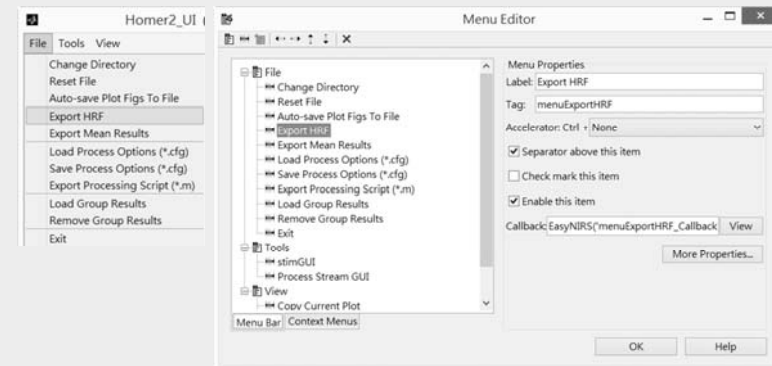 Homer2_UI (
File Tools View
Change Directory
Reset File
Auto-save Plot Figs To File
Export HRF
Export Mean Results
Load Process Options (*.cfg)
Save Process Options (*.cfg)
Export Processing Script (*.m)
Load Group Results
Remove Group Results
Exit
Menu Editor
File
Change Directory
Reset File
Auto-save Plot Figs To File
Export HRF
Export Mean Results
Load Process Options (*.cfg)
Save Process Options (*.cfg)
Export Processing Script (*.m)
Load Group Results
Remove Group Results
Exit
Tools
stimGUI
Process Stream GUI
View
Copy Current Plot
Menu Bar Context Menus
Menu Properties
Label: Export HRF
Tag: menuExportHRF
Accelerator: Ctrl + None
Separator above this item
Check mark this item
Enable this item
Callback: EasyNIRS('menuExportHRF_Callback View
More Properties...
OK Help